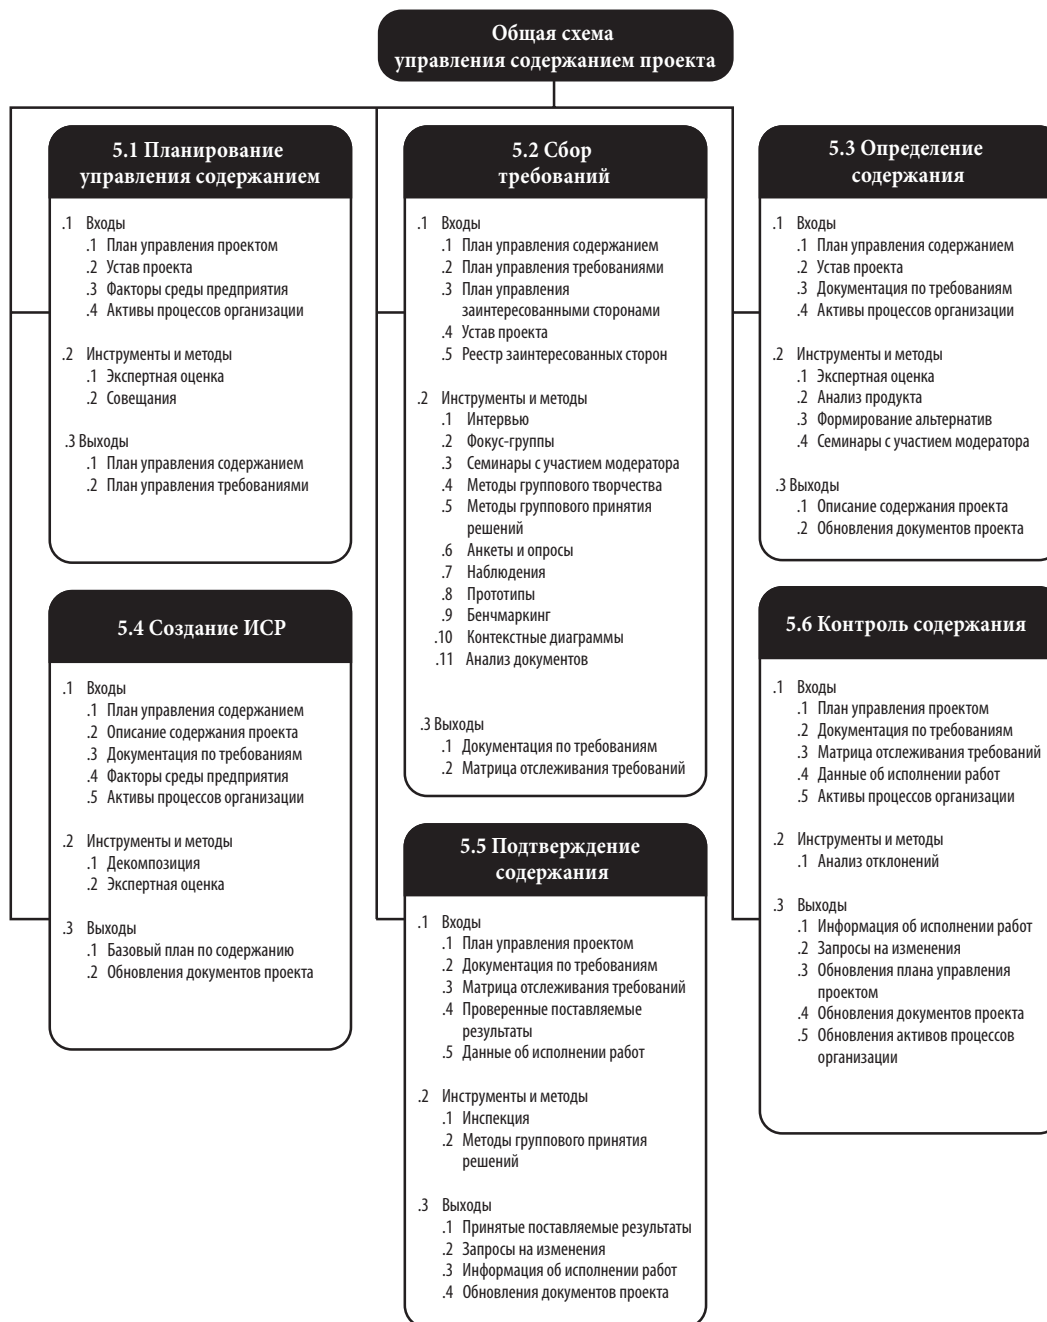 Общая схема
управления содержанием проекта
5.1 Планирование
управления содержанием
.1 Входы
.1 План управления проектом
.2 Устав проекта
.3 Факторы среды предприятия
.4 Активы процессов организации
.2 Инструменты и методы
.1 Экспертная оценка
.2 Совещания
.3 Выходы
.1 План управления содержанием
.2 План управления требованиями
5.2 Сбор
требований
.1 Входы
.1 План управления содержанием
.2 План управления требованиями
.3 План управления
заинтересованными сторонами
.4 Устав проекта
.5 Реестр заинтересованных сторон
.2 Инструменты и методы
.1 Интервью
.2 Фокус-группы
.3 Семинары с участием модератора
.4 Методы группового творчества
.5 Методы группового принятия
решений
.6 Анкеты и опросы
.7 Наблюдения
.8 Прототипы
.9 Бенчмаркинг
.10 Контекстные диаграммы
.11 Анализ документов
.3 Выходы
.1 Документация по требованиям
.2 Матрица отслеживания требований
5.3 Определение
содержания
.1 Входы
.1 План управления содержанием
.2 Устав проекта
.3 Документация по требованиям
.4 Активы процессов организации
.2 Инструменты и методы
.1 Экспертная оценка
.2 Анализ продукта
.3 Формирование альтернатив
.4 Семинары с участием модератора
.3 Выходы
.1 Описание содержания проекта
.2 Обновления документов проекта
5.4 Создание ИСР
.1 Входы
.1 План управления содержанием
.2 Описание содержания проекта
.3 Документация по требованиям
.4 Факторы среды предприятия
.5 Активы процессов организации
.2 Инструменты и методы
.1 Декомпозиция
.2 Экспертная оценка
.3 Выходы
.1 Базовый план по содержанию
.2 Обновления документов проекта
5.5 Подтверждение
содержания
.1 Входы
.1 План управления проектом
.2 Документация по требованиям
.3 Матрица отслеживания требований
.4 Проверенные поставляемые
результаты
.5 Данные об исполнении работ
.2 Инструменты и методы
.1 Инспекция
.2 Методы группового принятия
решений
.3 Выходы
.1 Принятые поставляемые результаты
.2 Запросы на изменения
.3 Информация об исполнении работ
.4 Обновления документов проекта
5.6 Контроль содержания
.1 Входы
.1 План управления проектом
.2 Документация по требованиям
.3 Матрица отслеживания требований
.4 Данные об исполнении работ
.5 Активы процессов организации
.2 Инструменты и методы
.1 Анализ отклонений
.3 Выходы
.1 Информация об исполнении работ
.2 Запросы на изменения
.3 Обновления плана управления
проектом
.4 Обновления документов проекта
.5 Обновления активов процессов
организации